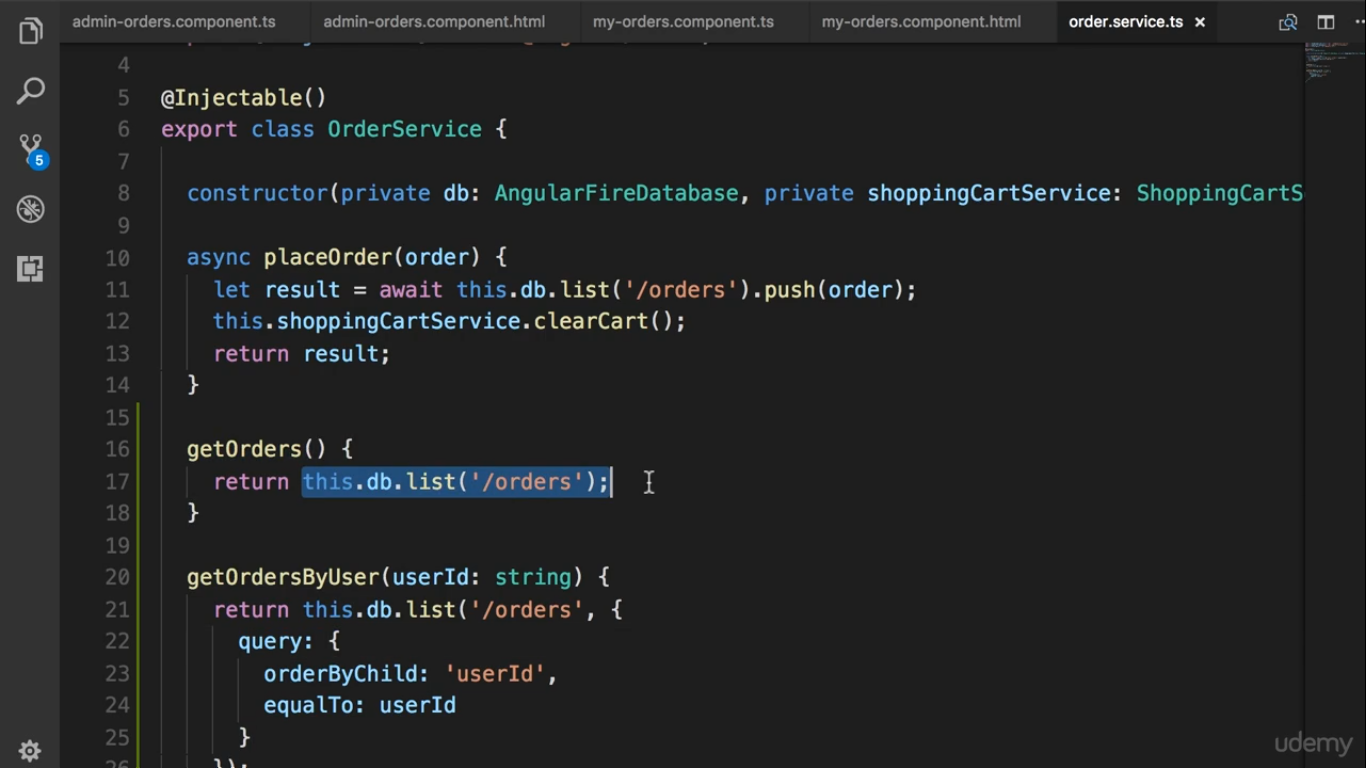 admin-orders.component.ts admin-orders.component.html my-orders.component.ts my-orders.component.html order.service.ts ×
4
5 @Injectable()
6 export class OrderService {
7
8 constructor(private db: AngularFireDatabase, private shoppingCartService: ShoppingCartS
9
10 async placeOrder(order) {
11 let result = await this.db.list('/orders').push(order);
12 this.shoppingCartService.clearCart();
13 return result;
14 }
15
16 getOrders() {
17 return this.db.list('/orders');
18 }
19
20 getOrdersByUser(userId: string) {
21 return this.db.list('/orders', {
22 query: {
23 orderByChild: 'userId',
24 equalTo: userId
25 }
26 });
5
udemy